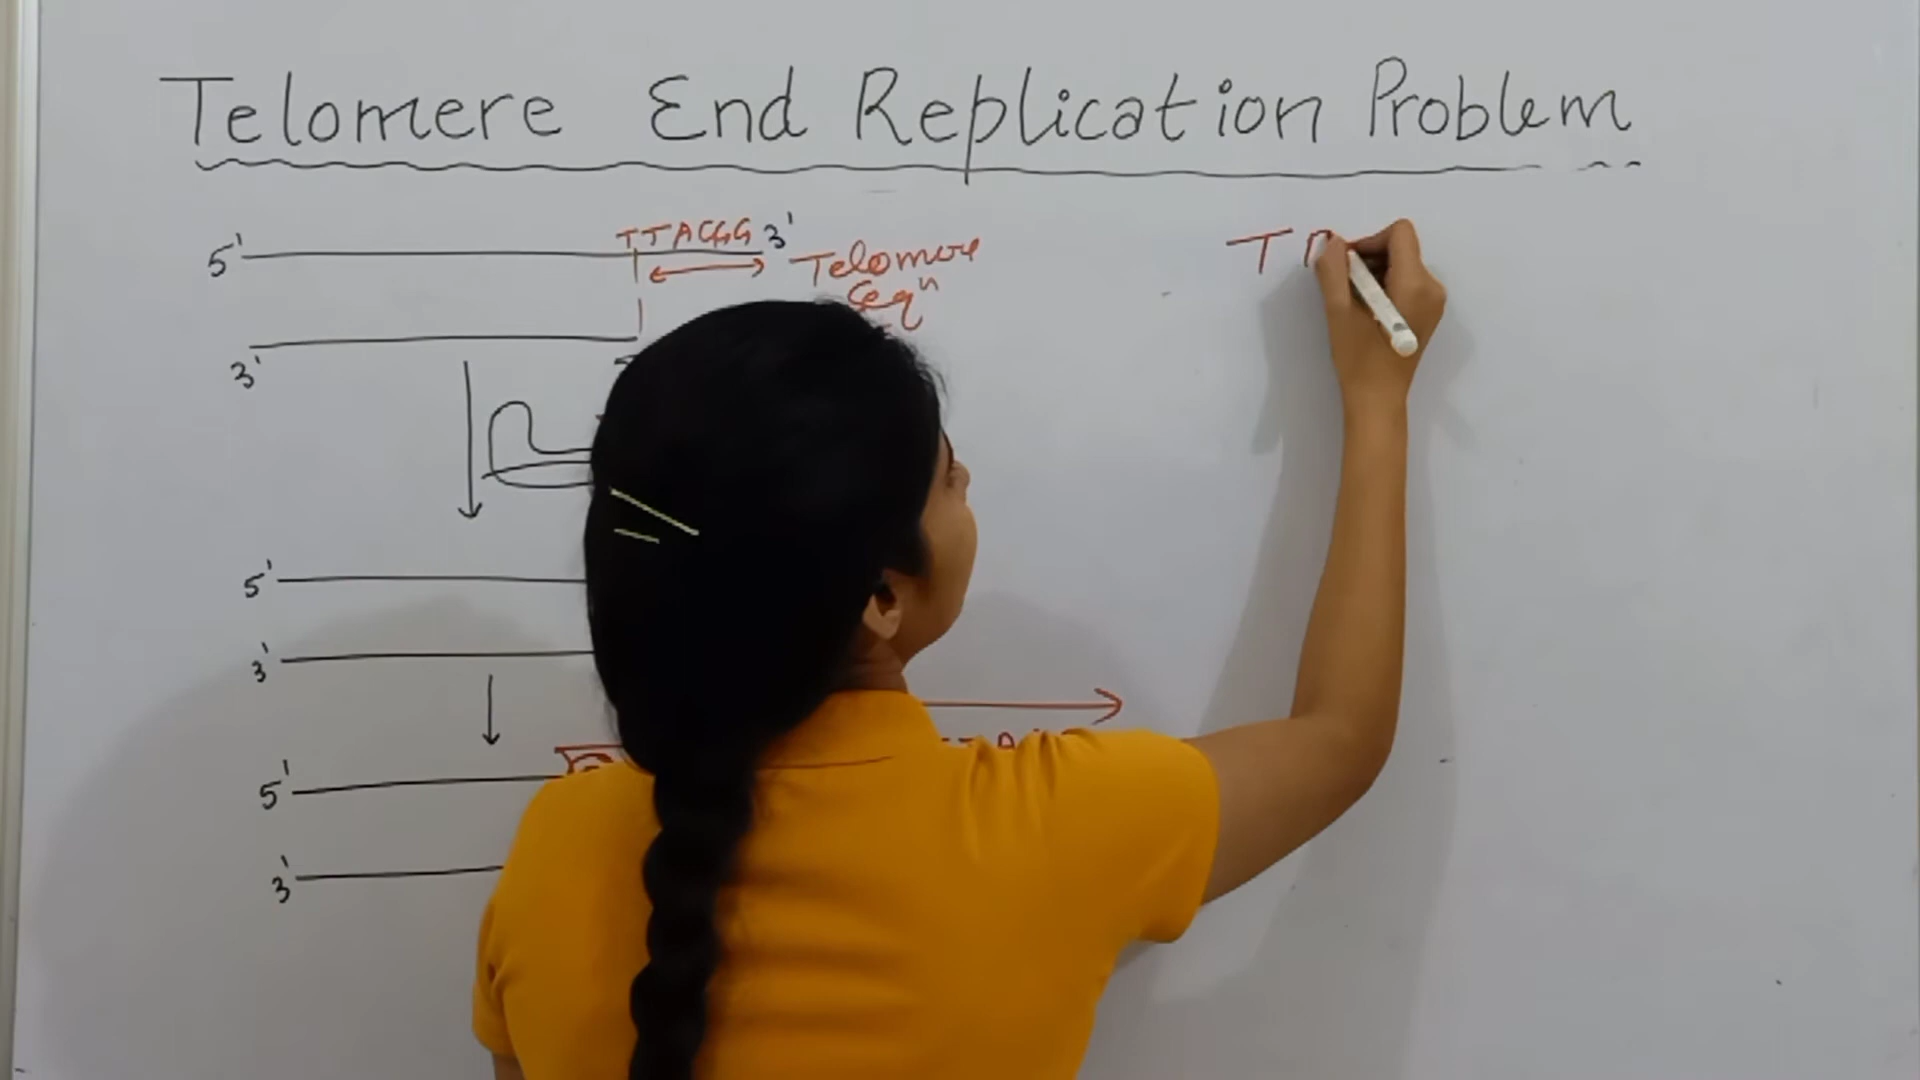 Telomere End Replication Problem
5' TTAGGG 3'
Telomere
Seqn
3'
5'
3'
5'
3'
T